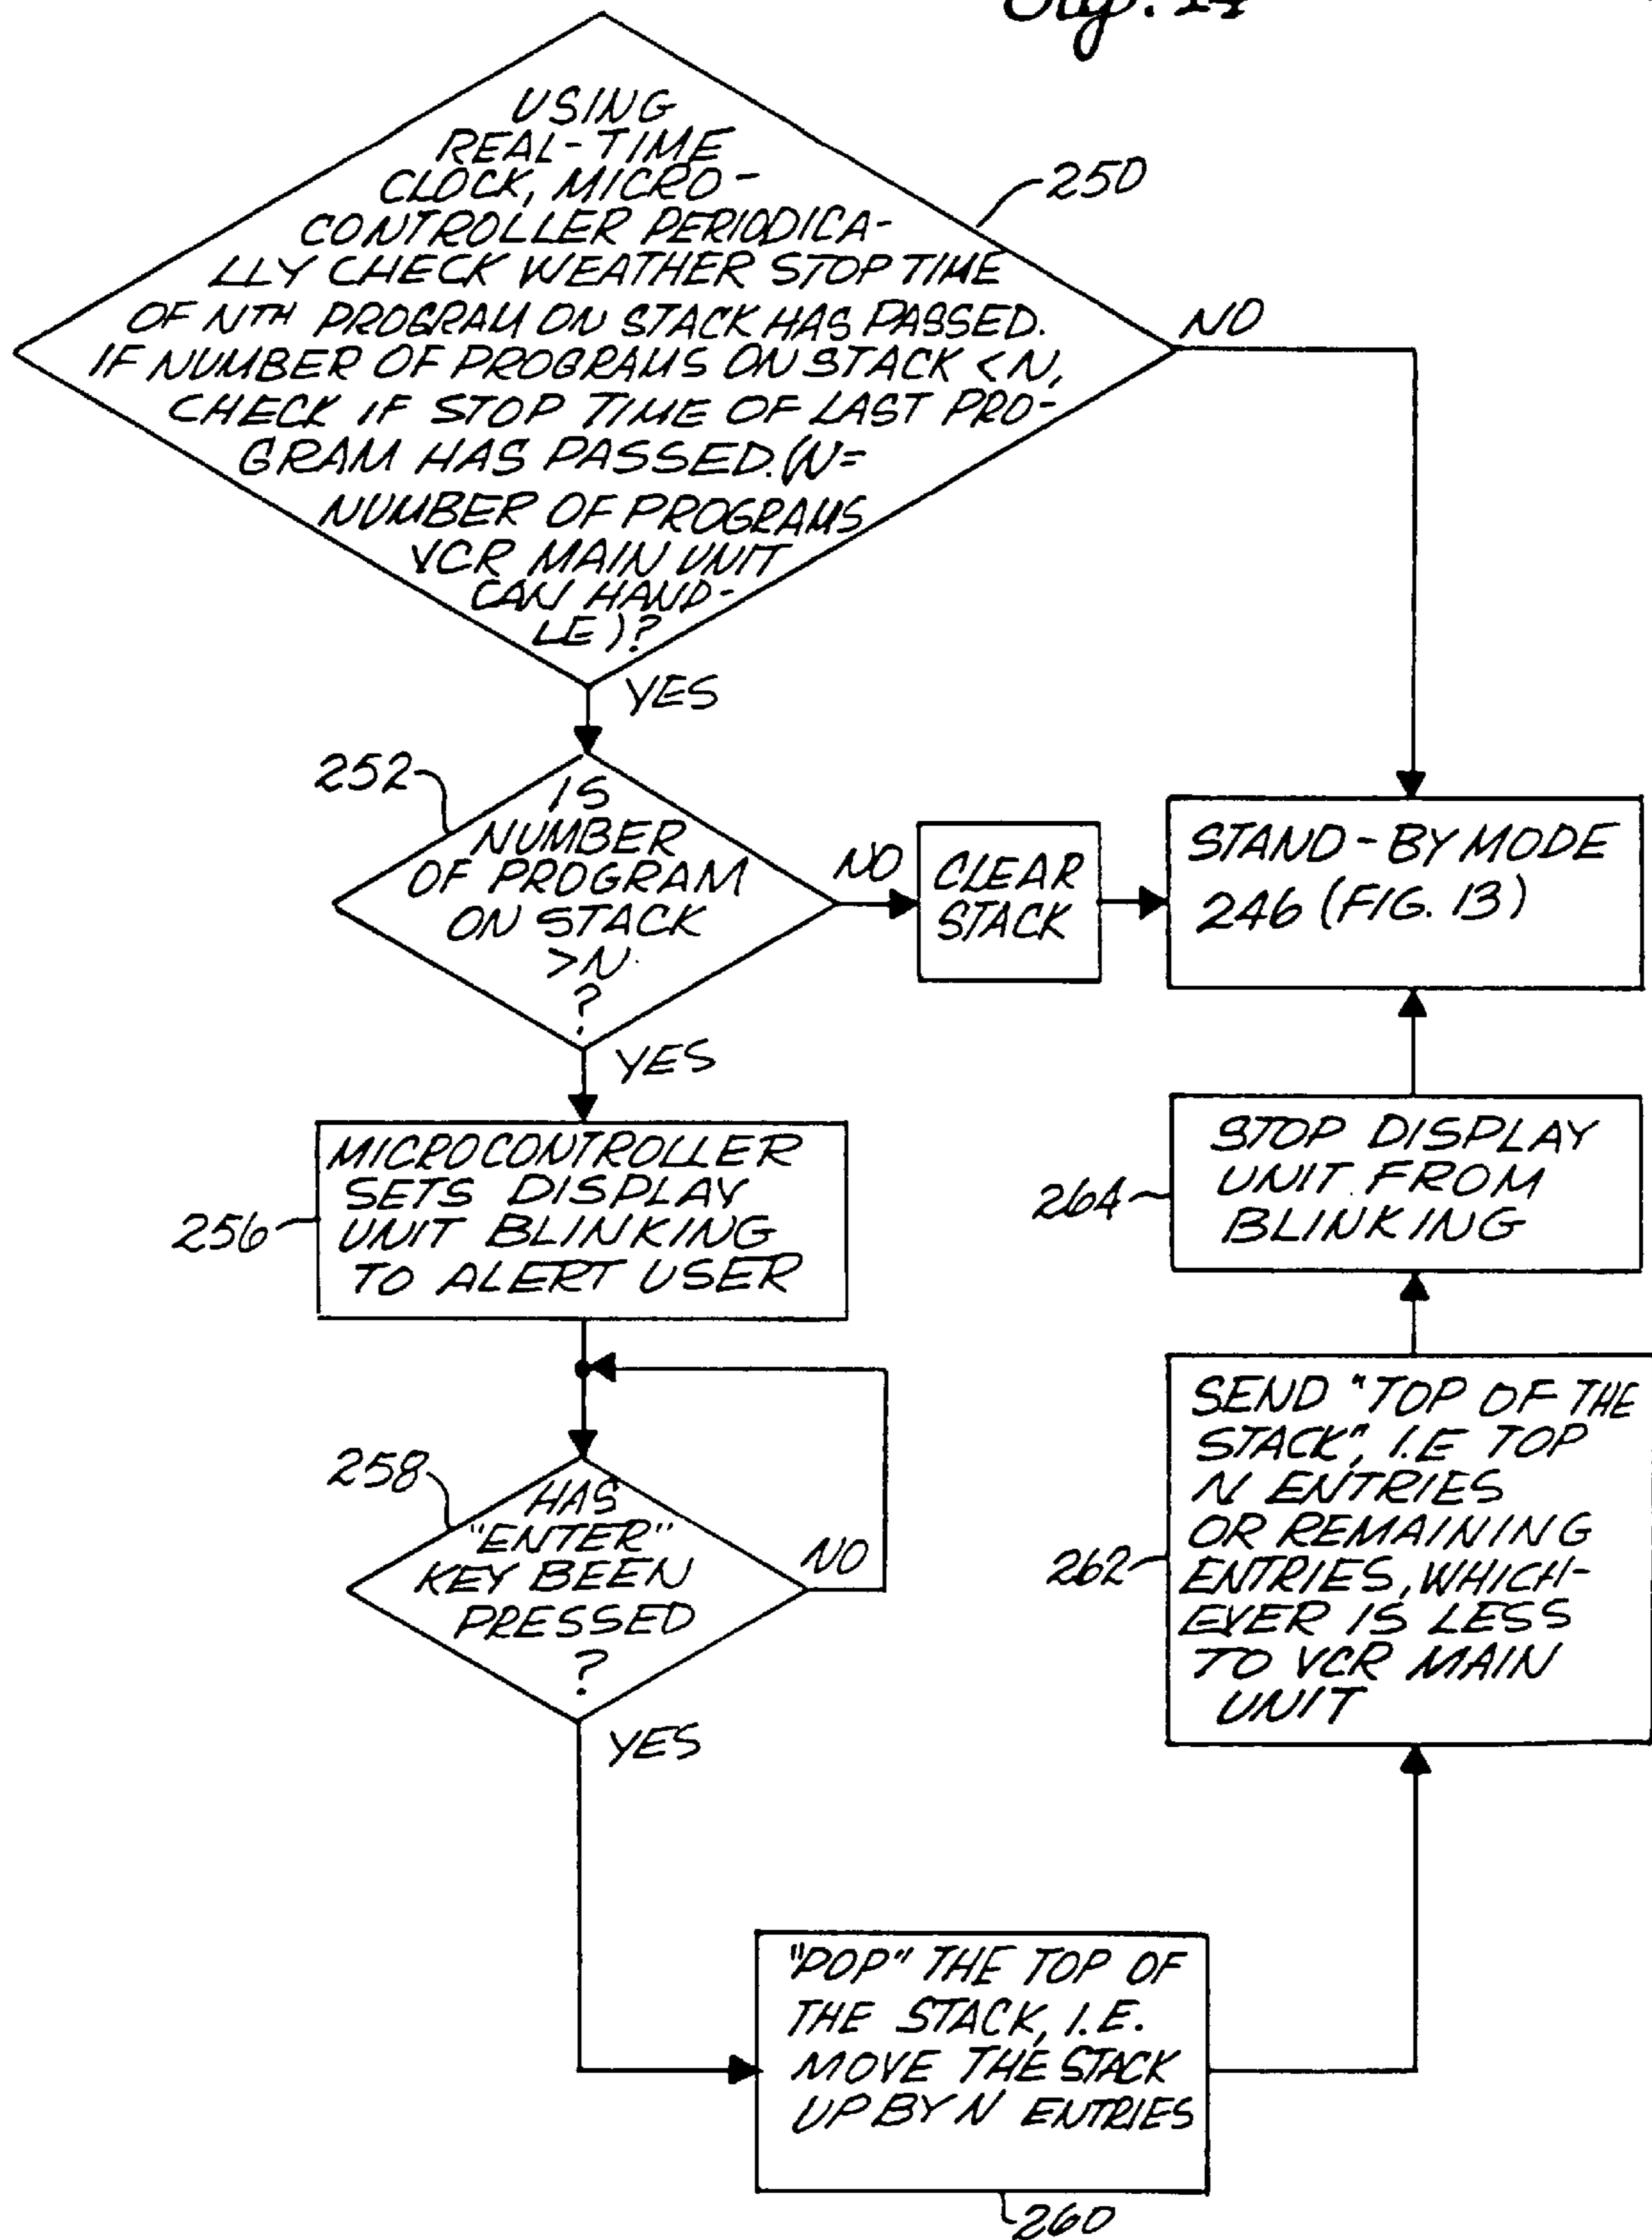 Fig. 14
USING
REAL-TIME
CLOCK, MICRO-
CONTROLLER PERIODICA-
LLY CHECK WEATHER STOP TIME
OF NTH PROGRAM ON STACK HAS PASSED.
IF NUMBER OF PROGRAMS ON STACK < N,
CHECK IF STOP TIME OF LAST PRO-
GRAM HAS PASSED. (N=
NUMBER OF PROGRAMS
VCR MAIN UNIT
CAN HAND-
LE)?
250
NO
YES
252
IS
NUMBER
OF PROGRAM
ON STACK
>N
?
NO
CLEAR
STACK
STAND-BY MODE
246 (FIG. 13)
YES
256
MICROCONTROLLER
SETS DISPLAY
UNIT BLINKING
TO ALERT USER
264
STOP DISPLAY
UNIT FROM
BLINKING
258
HAS
"ENTER"
KEY BEEN
PRESSED
?
NO
YES
262
SEND "TOP OF THE
STACK", I.E TOP
N ENTRIES
OR REMAINING
ENTRIES, WHICH-
EVER IS LESS
TO VCR MAIN
UNIT
"POP" THE TOP OF
THE STACK, I.E.
MOVE THE STACK
UP BY N ENTRIES
260